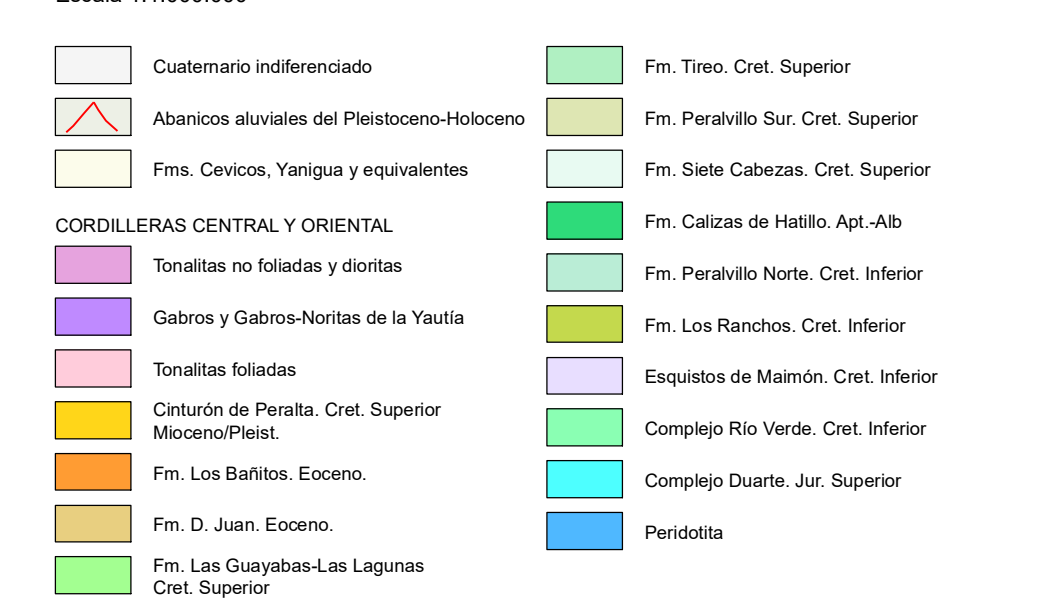 Cuaternario indiferenciado
Abanicos aluviales del Pleistoceno-Holoceno
Fms. Cevicos, Yanigua y equivalentes
CORDILLERAS CENTRAL Y ORIENTAL
Tonalitas no foliadas y dioritas
Gabros y Gabros-Noritas de la Yautía
Tonalitas foliadas
Cinturón de Peralta. Cret. Superior
Mioceno/Pleist.
Fm. Los Bañitos. Eoceno.
Fm. D. Juan. Eoceno.
Fm. Las Guayabas-Las Lagunas
Cret. Superior
Fm. Tireo. Cret. Superior
Fm. Peralvillo Sur. Cret. Superior
Fm. Siete Cabezas. Cret. Superior
Fm. Calizas de Hatillo. Apt.-Alb
Fm. Peralvillo Norte. Cret. Inferior
Fm. Los Ranchos. Cret. Inferior
Esquistos de Maimón. Cret. Inferior
Complejo Río Verde. Cret. Inferior
Complejo Duarte. Jur. Superior
Peridotita